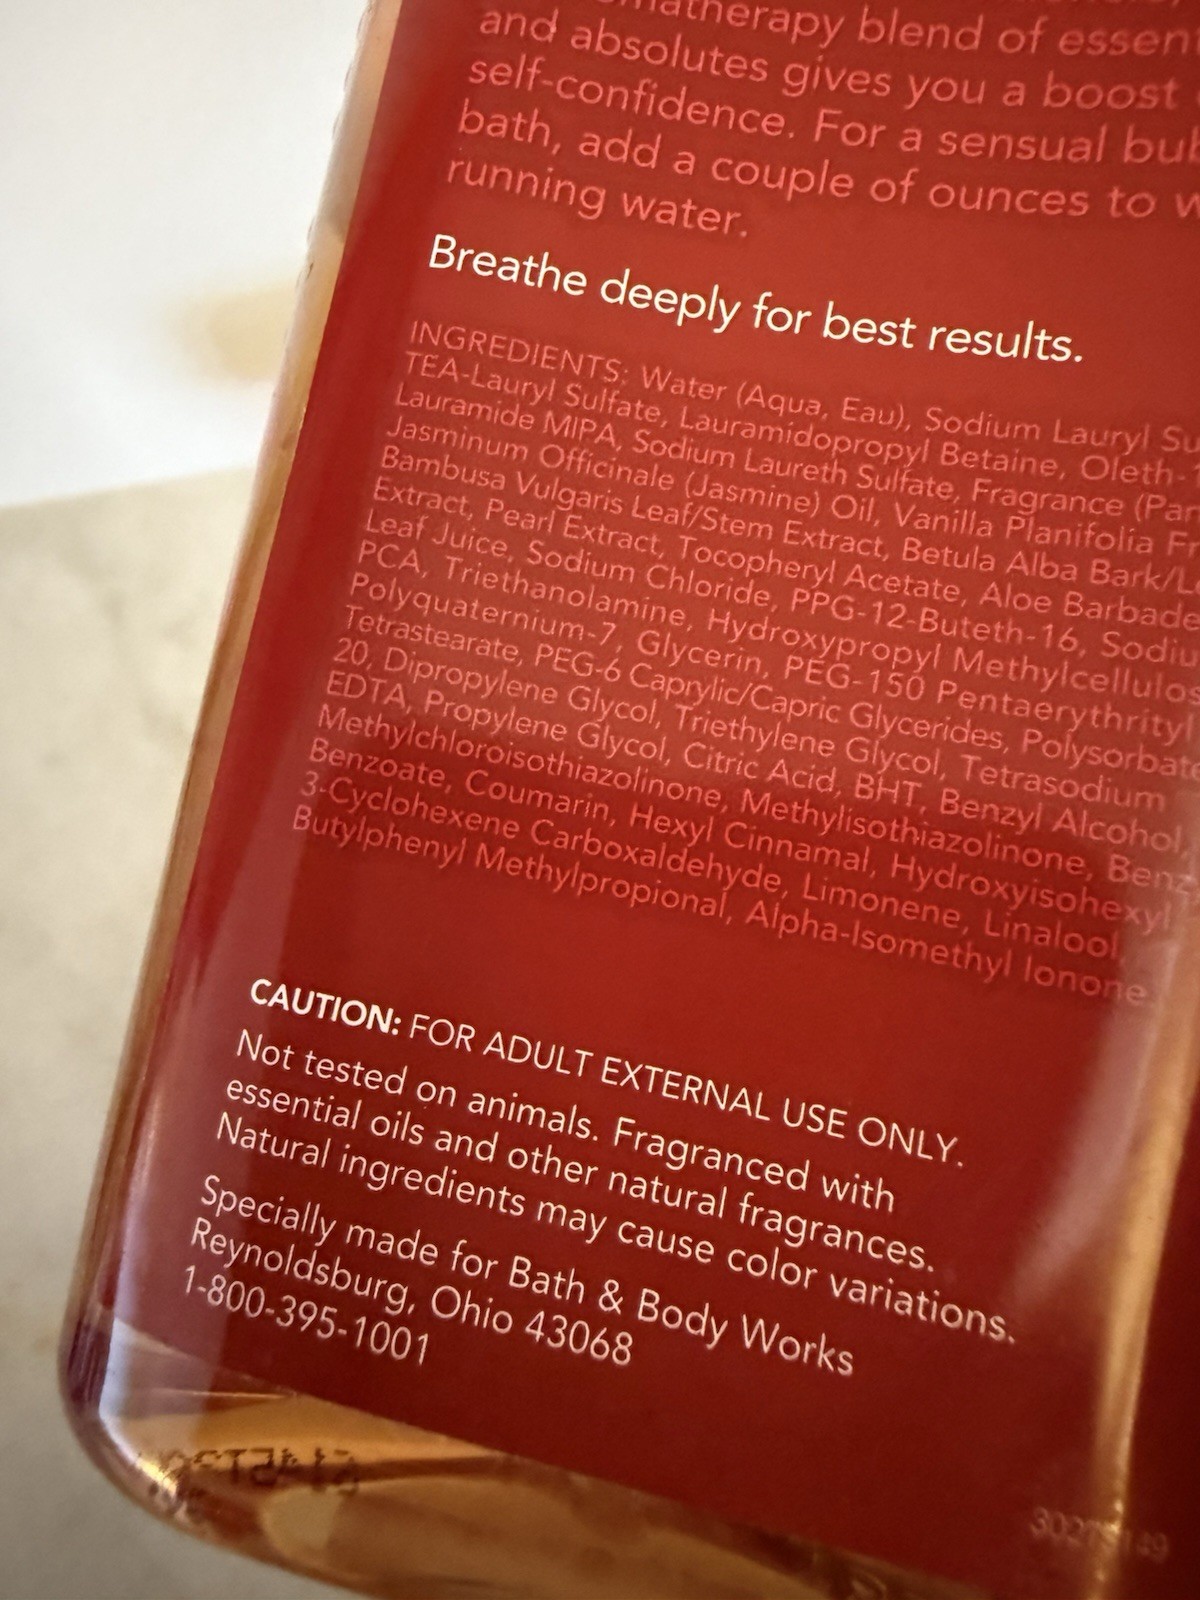 blend of
and absolutes gives you a boost
self-confidence. For a sensual
bath, add a couple of ounces to
running water.
Breathe deeply for best results.
INGREDIENTS: Water (Aqua, Eau), Sodium Lauryl
TEA-Lauryl Sulfate, Lauramidopropyl Betaine, Oleth-
Lauramide MIPA, Sodium Laureth Sulfate, Fragrance
Jasminum Officinale (Jasmine) Oil, Vanilla Planifolia
Bambusa Vulgaris Leaf/Stem Extract, Betula Alba Bark/
Extract, Pearl Extract, Tocopheryl Acetate, Aloe
Leaf Juice, Sodium Chloride, PPG-12-Buteth-16,
PCA, Triethanolamine, Hydroxypropyl
Polyquaternium-7, Glycerin, PEG-150
Tetrastearate, PEG-6 Caprylic/Capric Glycerides,
20, Dipropylene Glycol, Triethylene Glycol, Tetrasodium
EDTA, Propylene Glycol, Citric Acid, BHT, Benzyl Alcohol,
Methylchloroisothiazolinone, Methylisothiazolinone,
Benzoate, Coumarin, Hexyl Cinnamal, Hydroxyisohexyl
3-Cyclohexene Carboxaldehyde, Limonene, Linalool,
Butylphenyl Methylpropional, Alpha-Isomethyl Ionone.
CAUTION: FOR ADULT EXTERNAL USE ONLY.
Not tested on animals. Fragranced with
essential oils and other natural fragrances.
Natural ingredients may cause color variations.
Specially made for Bath & Body Works
Reynoldsburg, Ohio 43068
1-800-395-1001